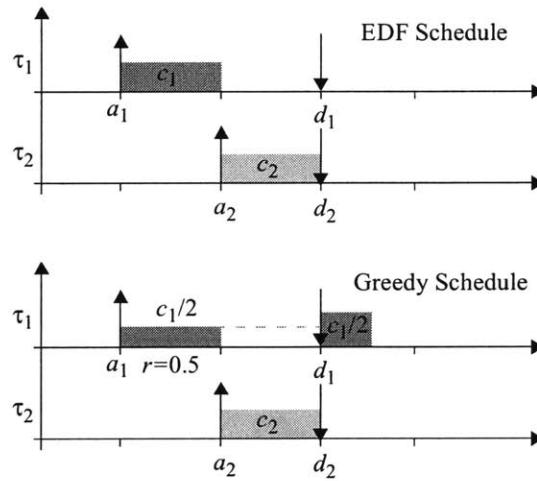 EDF Schedule
τ1
c1
a1
d1
τ2
c2
a2
d2
Greedy Schedule
τ1
c1/2
c1/2
a1
r=0.5
d1
τ2
c2
a2
d2